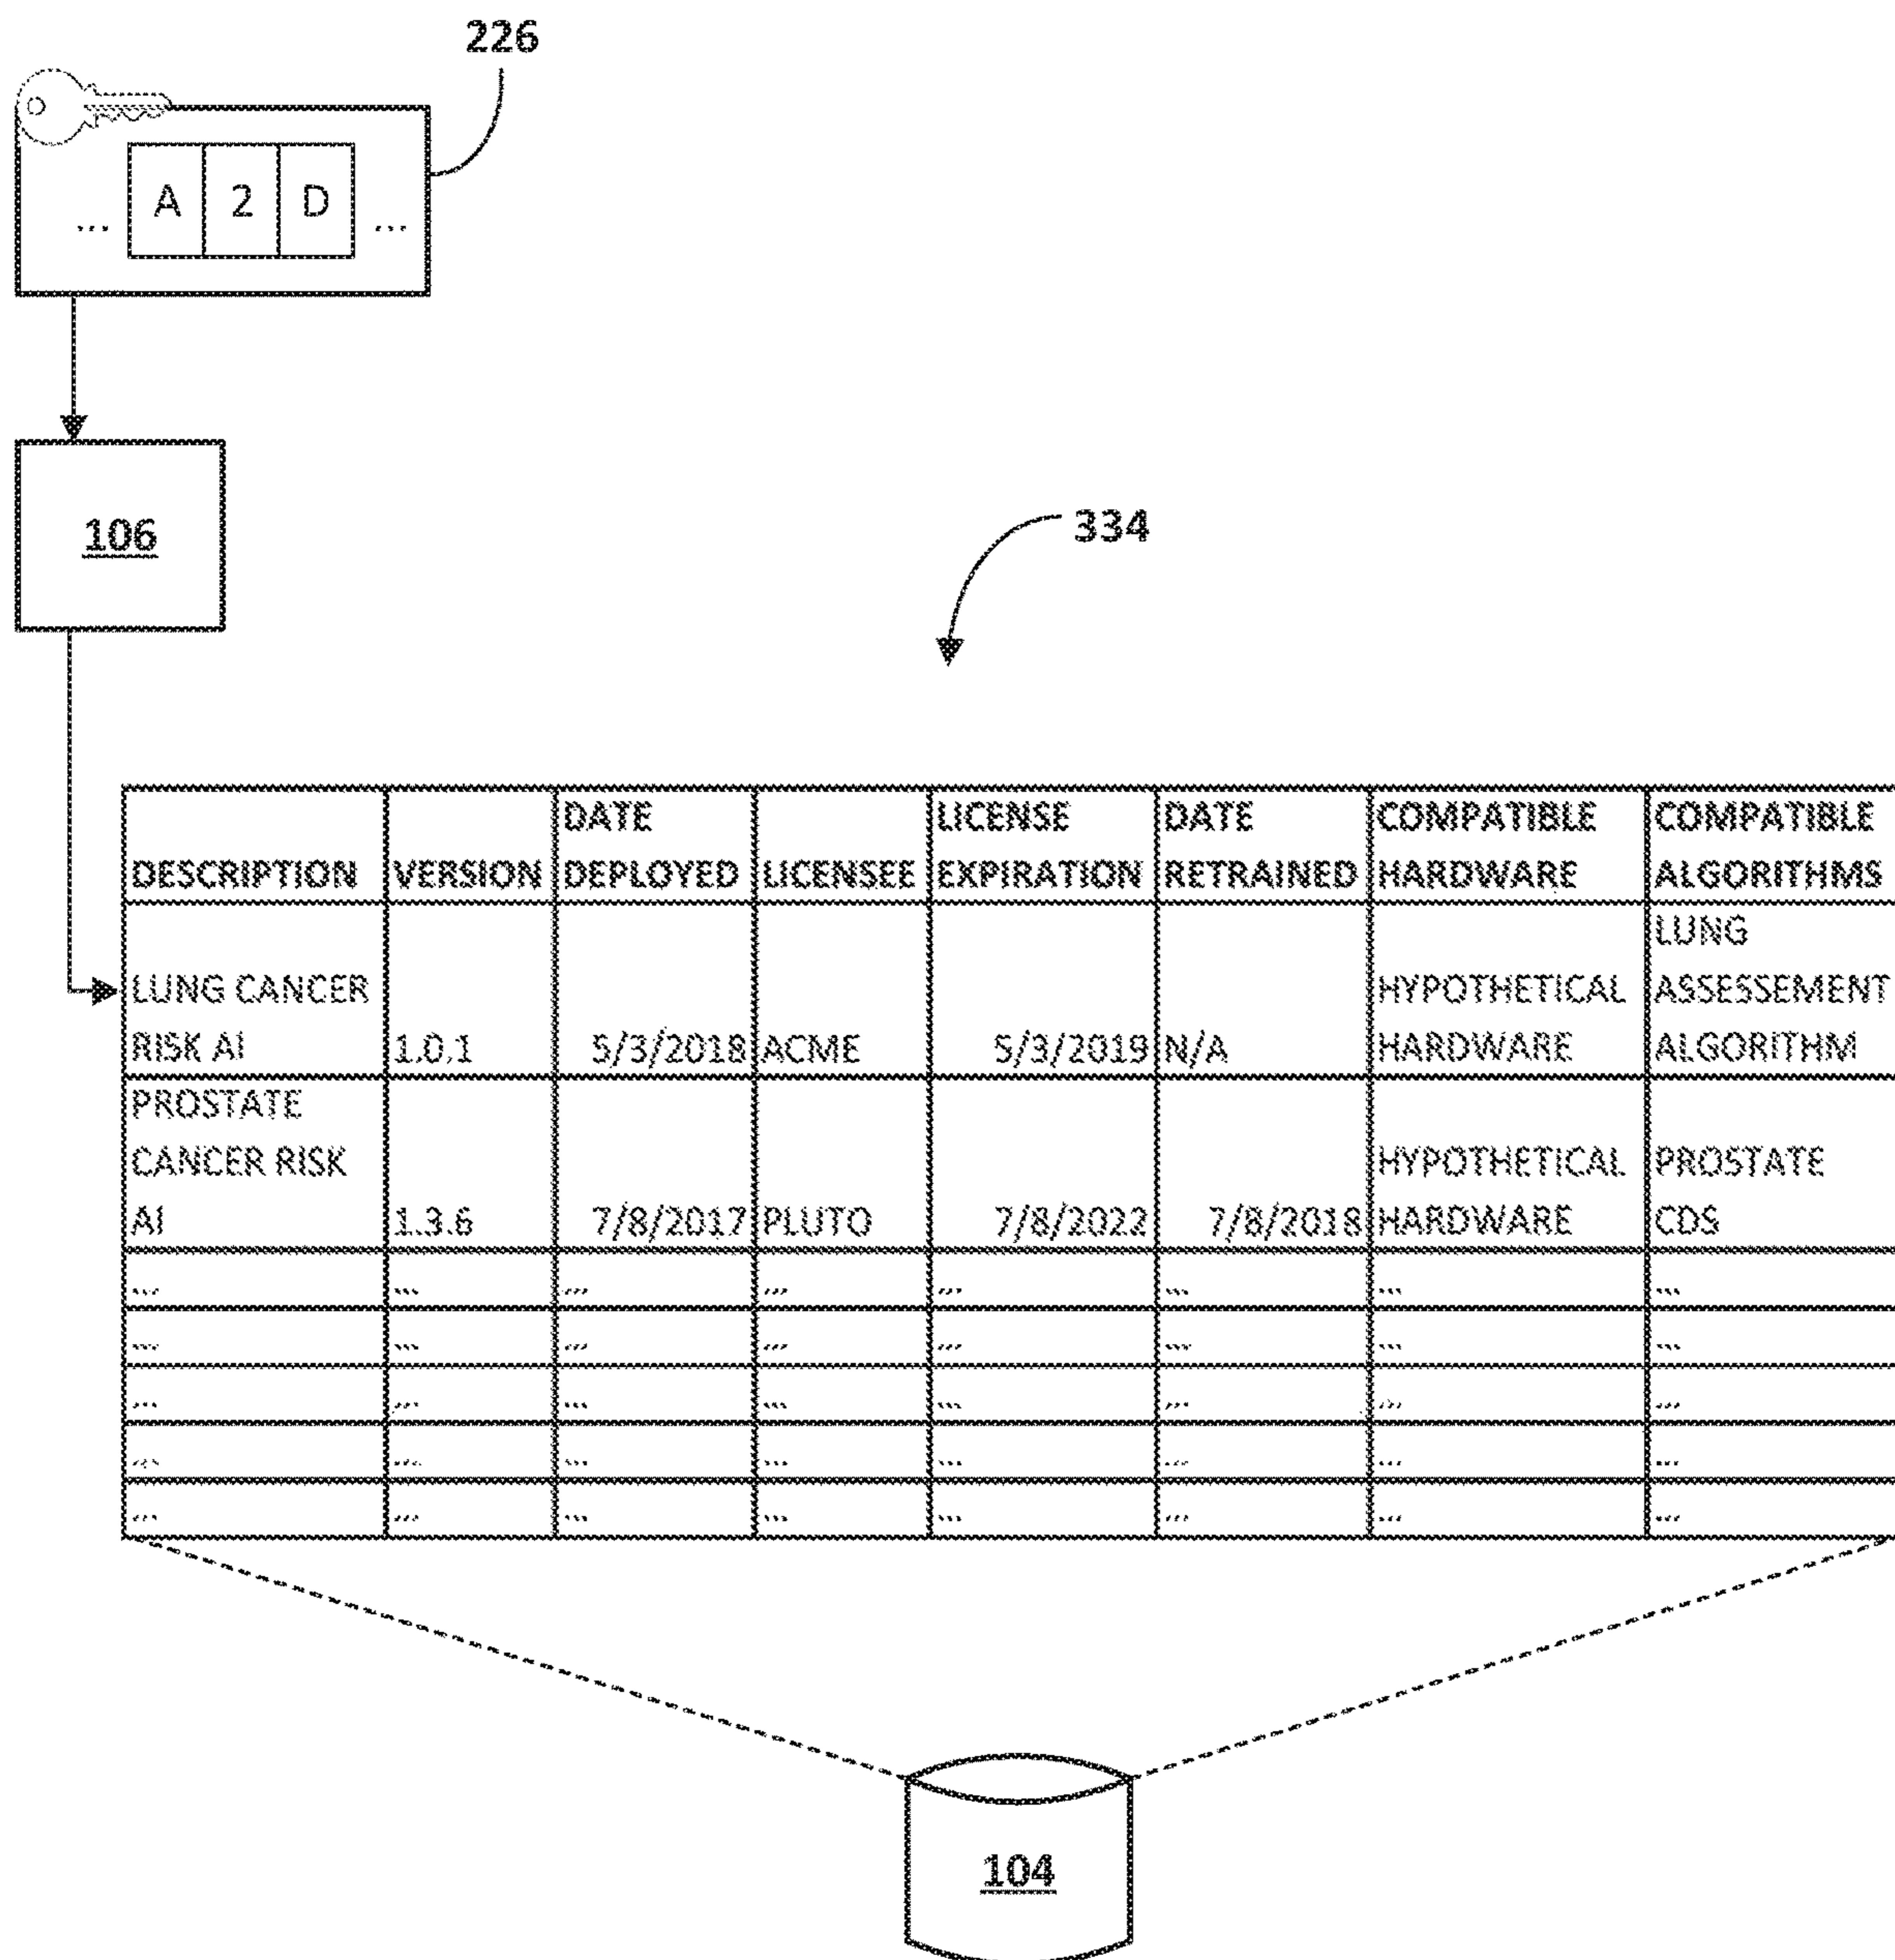 226
... A 2 D ...
106
334
DESCRIPTION VERSION DATE DEPLOYED LICENSEE LICENSE EXPIRATION DATE RETRAINED COMPATIBLE HARDWARE COMPATIBLE ALGORITHMS
LUNG CANCER RISK AI 1.0.1 5/3/2018 ACME 5/3/2019 N/A HYPOTHETICAL HARDWARE LUNG ASSESSEMENT ALGORITHM
PROSTATE CANCER RISK AI 1.3.6 7/8/2017 PLUTO 7/8/2022 7/8/2018 HYPOTHETICAL HARDWARE PROSTATE CDS
... ... ... ... ... ... ... ...
... ... ... ... ... ... ... ...
... ... ... ... ... ... ... ...
... ... ... ... ... ... ... ...
... ... ... ... ... ... ... ...
104